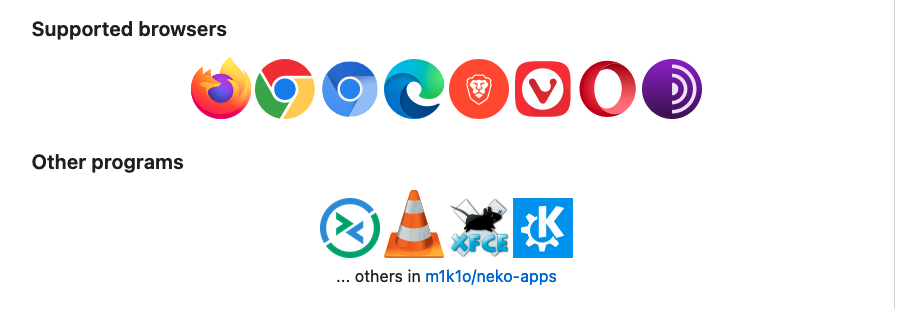 Supported browsers
Other programs
XFCE
K
... others in m1k1o/neko-apps